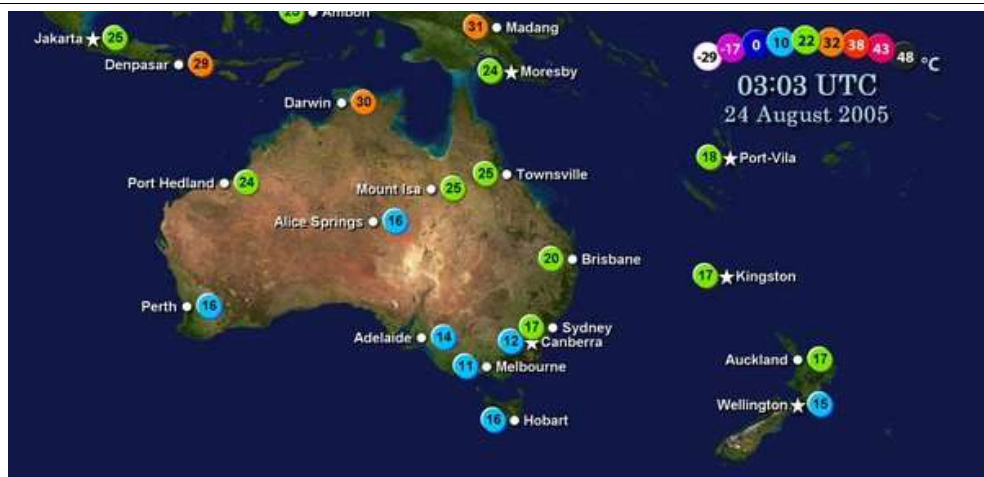 25 Ambon
31 Madang
Jakarta 25
-29 -17 0 10 22 32 38 43 48 °C
Denpasar 29
24 Moresby
03:03 UTC
Darwin 30
24 August 2005
18 Port-Vila
Port Hedland 24
25 Townsville
Mount Isa 25
Alice Springs 16
20 Brisbane
17 Kingston
Perth 16
17 Sydney
Adelaide 14
12 Canberra
Auckland 17
11 Melbourne
Wellington 15
16 Hobart